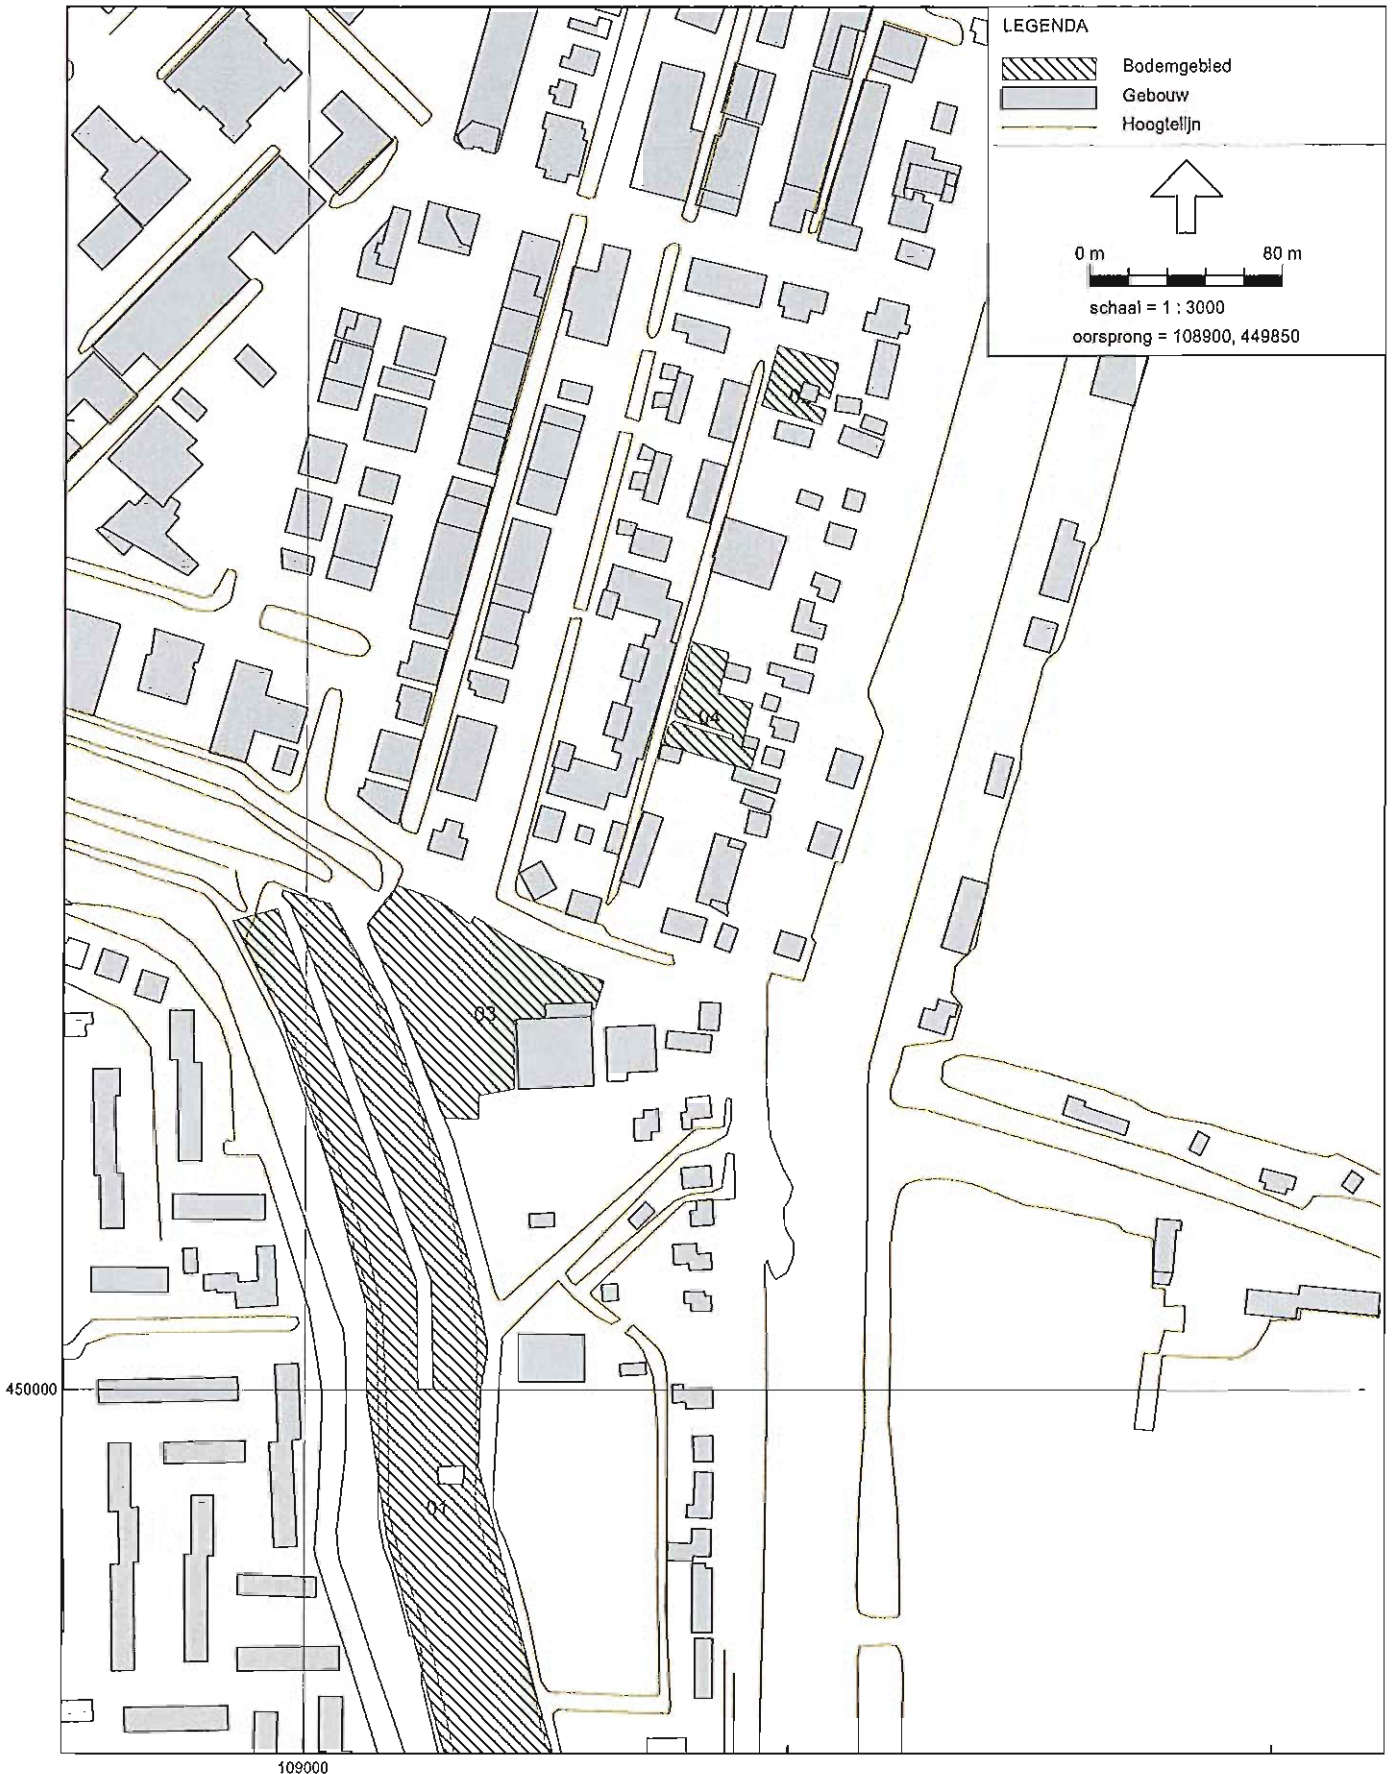 LEGENDA
Bodemgebied
Gebouw
Hoogtelijn
0 m 80 m
schaal = 1 : 3000
oorsprong = 108900, 449850
04
03
450000
01
109000